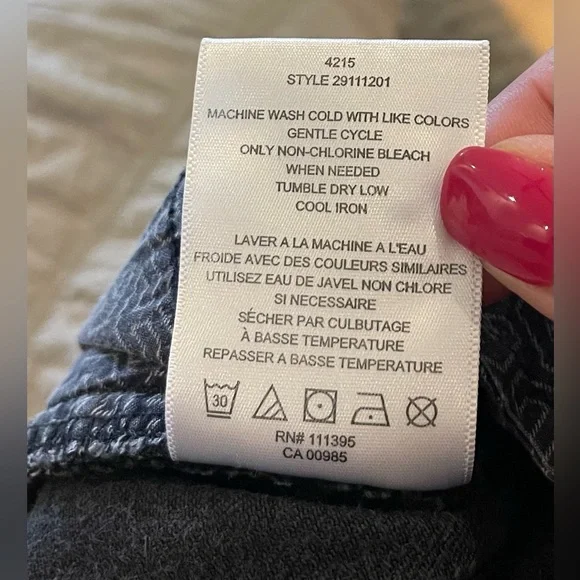 4215
STYLE 29111201
MACHINE WASH COLD WITH LIKE COLORS
GENTLE CYCLE
ONLY NON-CHLORINE BLEACH
WHEN NEEDED
TUMBLE DRY LOW
COOL IRON
LAVER A LA MACHINE A L'EAU
FROIDE AVEC DES COULEURS SIMILAIRES
UTILISEZ EAU DE JAVEL NON CHLORE
SI NECESSAIRE
SÉCHER PAR CULBUTAGE
À BASSE TEMPERATURE
REPASSER A BASSE TEMPERATURE
30
RN# 111395
CA 00985